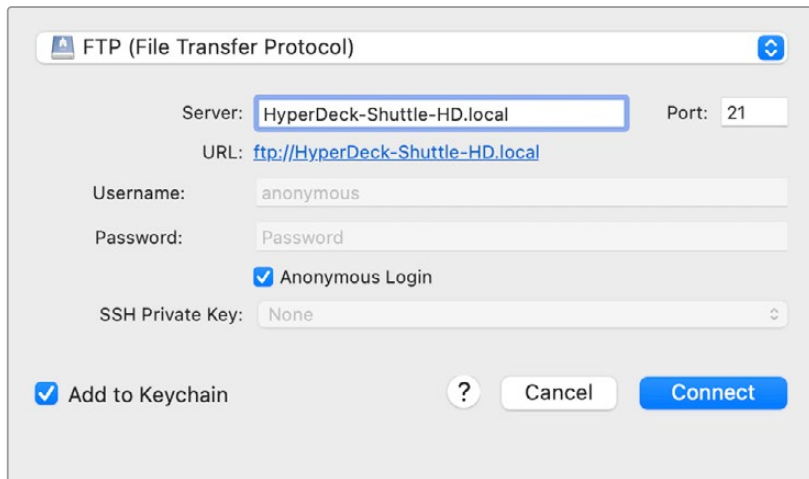 FTP (File Transfer Protocol)
Server: HyperDeck-Shuttle-HD.local Port: 21
URL: ftp://HyperDeck-Shuttle-HD.local
Username: anonymous
Password: Password
Anonymous Login
SSH Private Key: None
Add to Keychain ? Cancel Connect